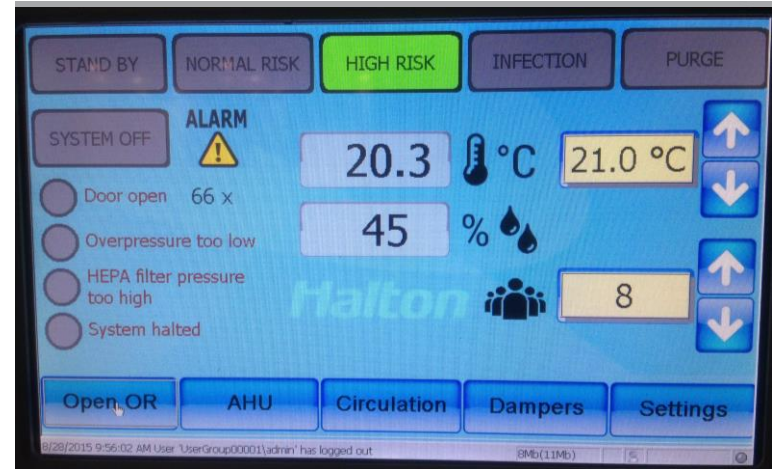 STAND BY
NORMAL RISK
HIGH RISK
INFECTION
PURGE
SYSTEM OFF
ALARM
20.3 °C 21.0 °C
Door open 66 x
45 %
Overpressure too low
HEPA filter pressure
too high
Halton
8
System halted
Open OR
AHU
Circulation
Dampers
Settings
8/28/2015 9:56:02 AM User 'UserGroup00001\admin' has logged out
8Mb(11Mb)
S